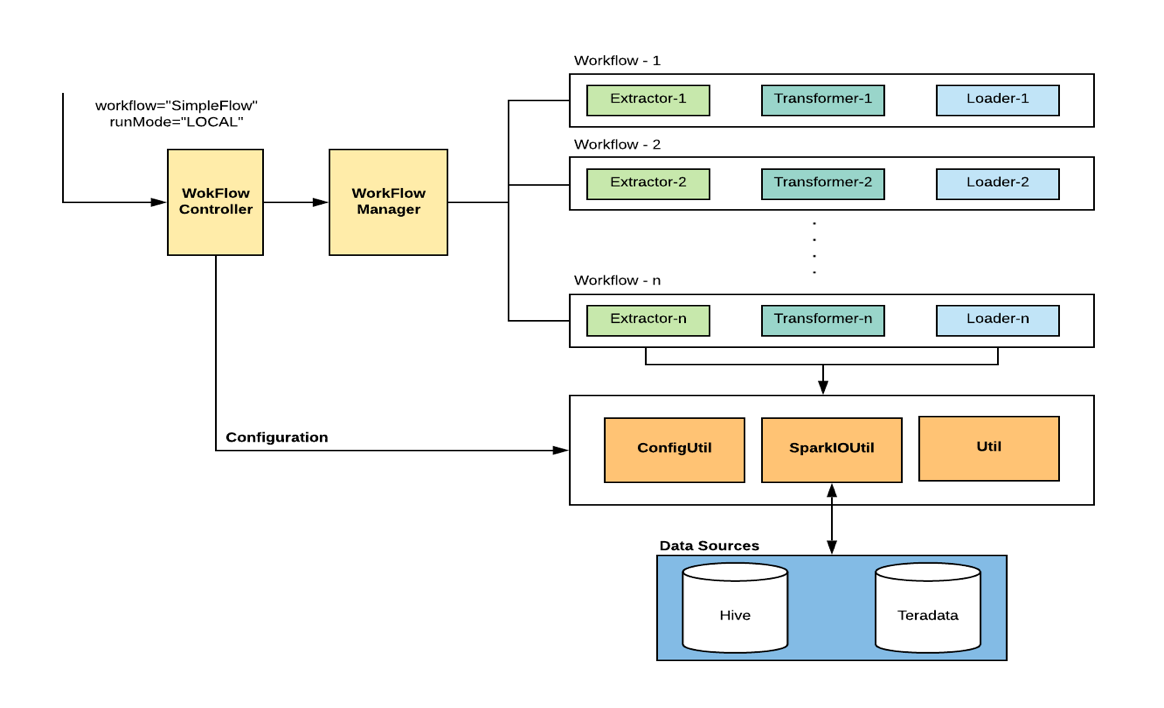 Workflow - 1
Extractor-1
Transformer-1
Loader-1
workflow="SimpleFlow"
runMode="LOCAL"
Workflow - 2
Extractor-2
Transformer-2
Loader-2
WokFlow
Controller
WorkFlow
Manager
Workflow - n
Extractor-n
Transformer-n
Loader-n
Configuration
ConfigUtil
SparkIOUtil
Util
Data Sources
Hive
Teradata